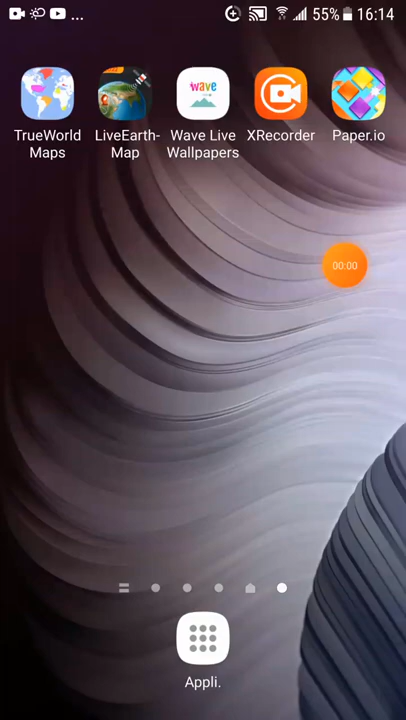 ... 55% 16:14
wave
TrueWorld Maps
LiveEarth-Map
Wave Live Wallpapers
XRecorder
Paper.io
00:00
Appli.